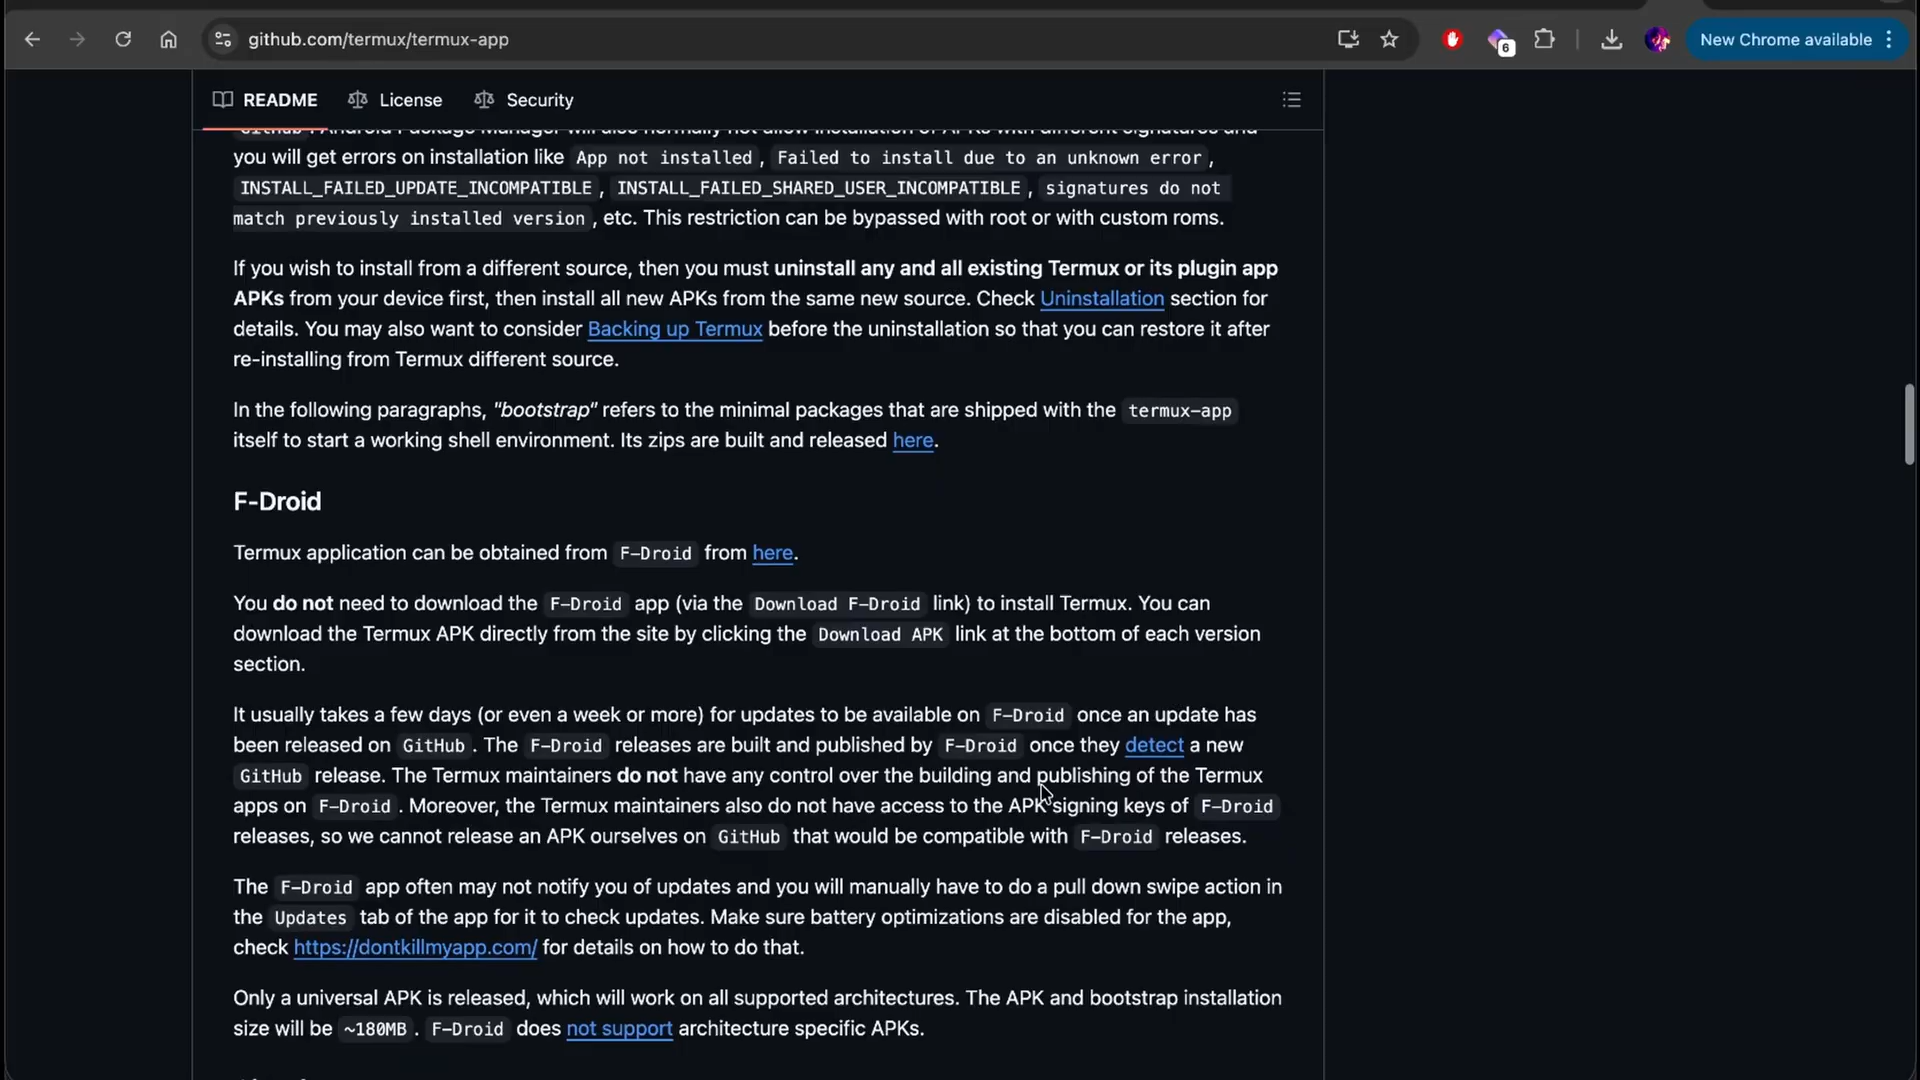 github.com/termux/termux-app
6
New Chrome available
README
License
Security
you will get errors on installation like App not installed , Failed to install due to an unknown error ,
INSTALL_FAILED_UPDATE_INCOMPATIBLE , INSTALL_FAILED_SHARED_USER_INCOMPATIBLE , signatures do not
match previously installed version , etc. This restriction can be bypassed with root or with custom roms.
If you wish to install from a different source, then you must uninstall any and all existing Termux or its plugin app
APKs from your device first, then install all new APKs from the same new source. Check Uninstallation section for
details. You may also want to consider Backing up Termux before the uninstallation so that you can restore it after
re-installing from Termux different source.
In the following paragraphs, "bootstrap" refers to the minimal packages that are shipped with the termux-app
itself to start a working shell environment. Its zips are built and released here.
F-Droid
Termux application can be obtained from F-Droid from here.
You do not need to download the F-Droid app (via the Download F-Droid link) to install Termux. You can
download the Termux APK directly from the site by clicking the Download APK link at the bottom of each version
section.
It usually takes a few days (or even a week or more) for updates to be available on F-Droid once an update has
been released on GitHub . The F-Droid releases are built and published by F-Droid once they detect a new
GitHub release. The Termux maintainers do not have any control over the building and publishing of the Termux
apps on F-Droid . Moreover, the Termux maintainers also do not have access to the APK signing keys of F-Droid
releases, so we cannot release an APK ourselves on GitHub that would be compatible with F-Droid releases.
The F-Droid app often may not notify you of updates and you will manually have to do a pull down swipe action in
the Updates tab of the app for it to check updates. Make sure battery optimizations are disabled for the app,
check https://dontkillmyapp.com/ for details on how to do that.
Only a universal APK is released, which will work on all supported architectures. The APK and bootstrap installation
size will be ~180MB . F-Droid does not support architecture specific APKs.